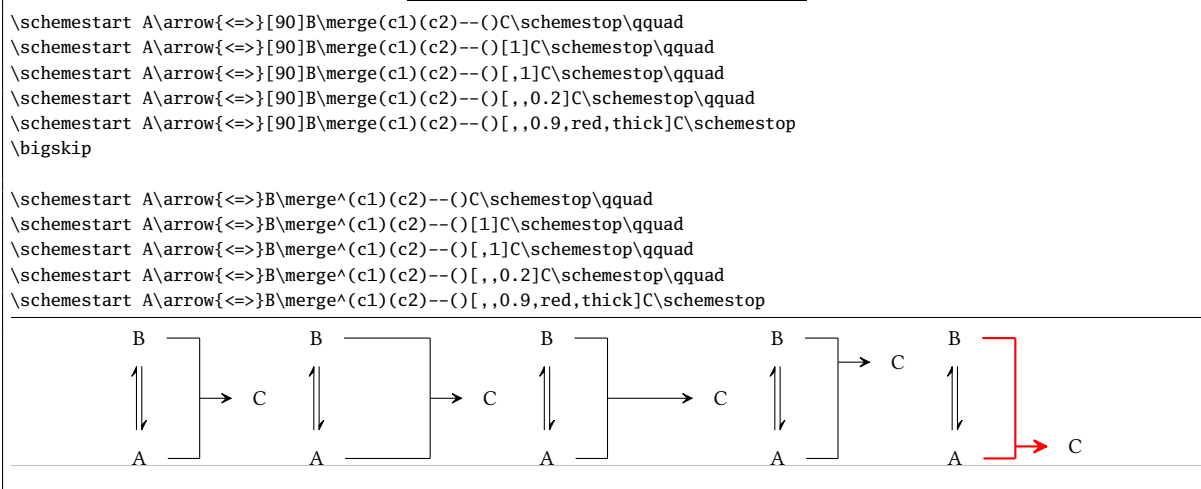 \schemestart A\arrow{<=>}[90]B\merge(c1)(c2)--()C\schemestop\qquad
\schemestart A\arrow{<=>}[90]B\merge(c1)(c2)--()[1]C\schemestop\qquad
\schemestart A\arrow{<=>}[90]B\merge(c1)(c2)--()[,1]C\schemestop\qquad
\schemestart A\arrow{<=>}[90]B\merge(c1)(c2)--()[,,0.2]C\schemestop\qquad
\schemestart A\arrow{<=>}[90]B\merge(c1)(c2)--()[,,0.9,red,thick]C\schemestop
\bigskip
\schemestart A\arrow{<=>}B\merge^(c1)(c2)--()C\schemestop\qquad
\schemestart A\arrow{<=>}B\merge^(c1)(c2)--()[1]C\schemestop\qquad
\schemestart A\arrow{<=>}B\merge^(c1)(c2)--()[,1]C\schemestop\qquad
\schemestart A\arrow{<=>}B\merge^(c1)(c2)--()[,,0.2]C\schemestop\qquad
\schemestart A\arrow{<=>}B\merge^(c1)(c2)--()[,,0.9,red,thick]C\schemestop
B B B B B
C
C C C
C
A A A A A